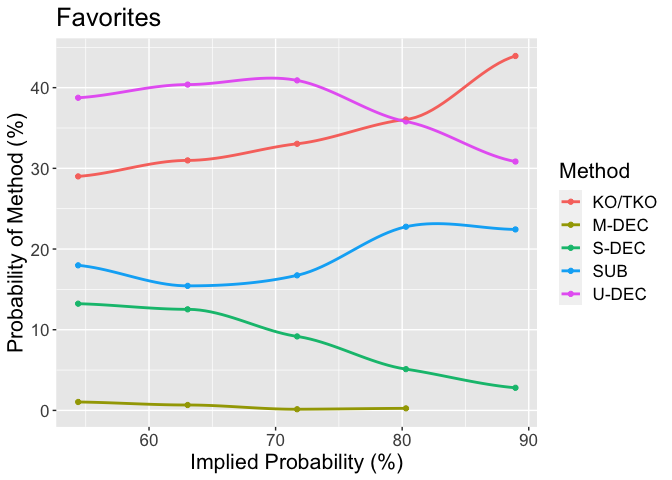 Favorites
Probability of Method (%)
40
30
20
10
0
60 70 80 90
Implied Probability (%)
Method
KO/TKO
M-DEC
S-DEC
SUB
U-DEC